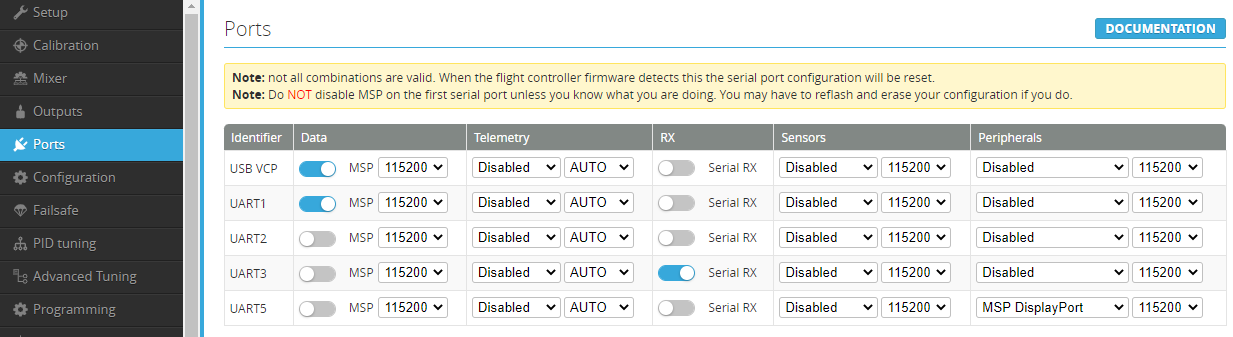 Setup
Calibration
Mixer
Outputs
Ports
Configuration
Failsafe
PID tuning
Advanced Tuning
Programming
Ports
DOCUMENTATION
Note: not all combinations are valid. When the flight controller firmware detects this the serial port configuration will be reset.
Note: Do NOT disable MSP on the first serial port unless you know what you are doing. You may have to reflash and erase your configuration if you do.
Identifier Data Telemetry RX Sensors Peripherals
USB VCP MSP 115200 Disabled AUTO Serial RX Disabled 115200 Disabled 115200
UART1 MSP 115200 Disabled AUTO Serial RX Disabled 115200 Disabled 115200
UART2 MSP 115200 Disabled AUTO Serial RX Disabled 115200 Disabled 115200
UART3 MSP 115200 Disabled AUTO Serial RX Disabled 115200 Disabled 115200
UART5 MSP 115200 Disabled AUTO Serial RX Disabled 115200 MSP DisplayPort 115200